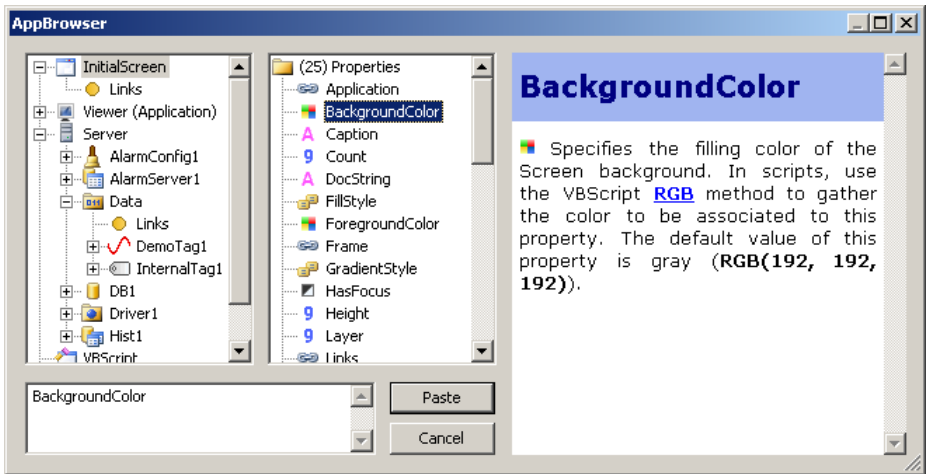 AppBrowser
InitialScreen
Links
Viewer (Application)
Server
AlarmConfig1
AlarmServer1
Data
Links
DemoTag1
InternalTag1
DB1
Driver1
Hist1
VBScript
(25) Properties
Application
BackgroundColor
Caption
Count
DocString
FillStyle
ForegroundColor
Frame
GradientStyle
HasFocus
Height
Layer
Links
BackgroundColor
Specifies the filling color of the
Screen background. In scripts, use
the VBScript RGB method to gather
the color to be associated to this
property. The default value of this
property is gray (RGB(192, 192,
192)).
BackgroundColor
Paste
Cancel